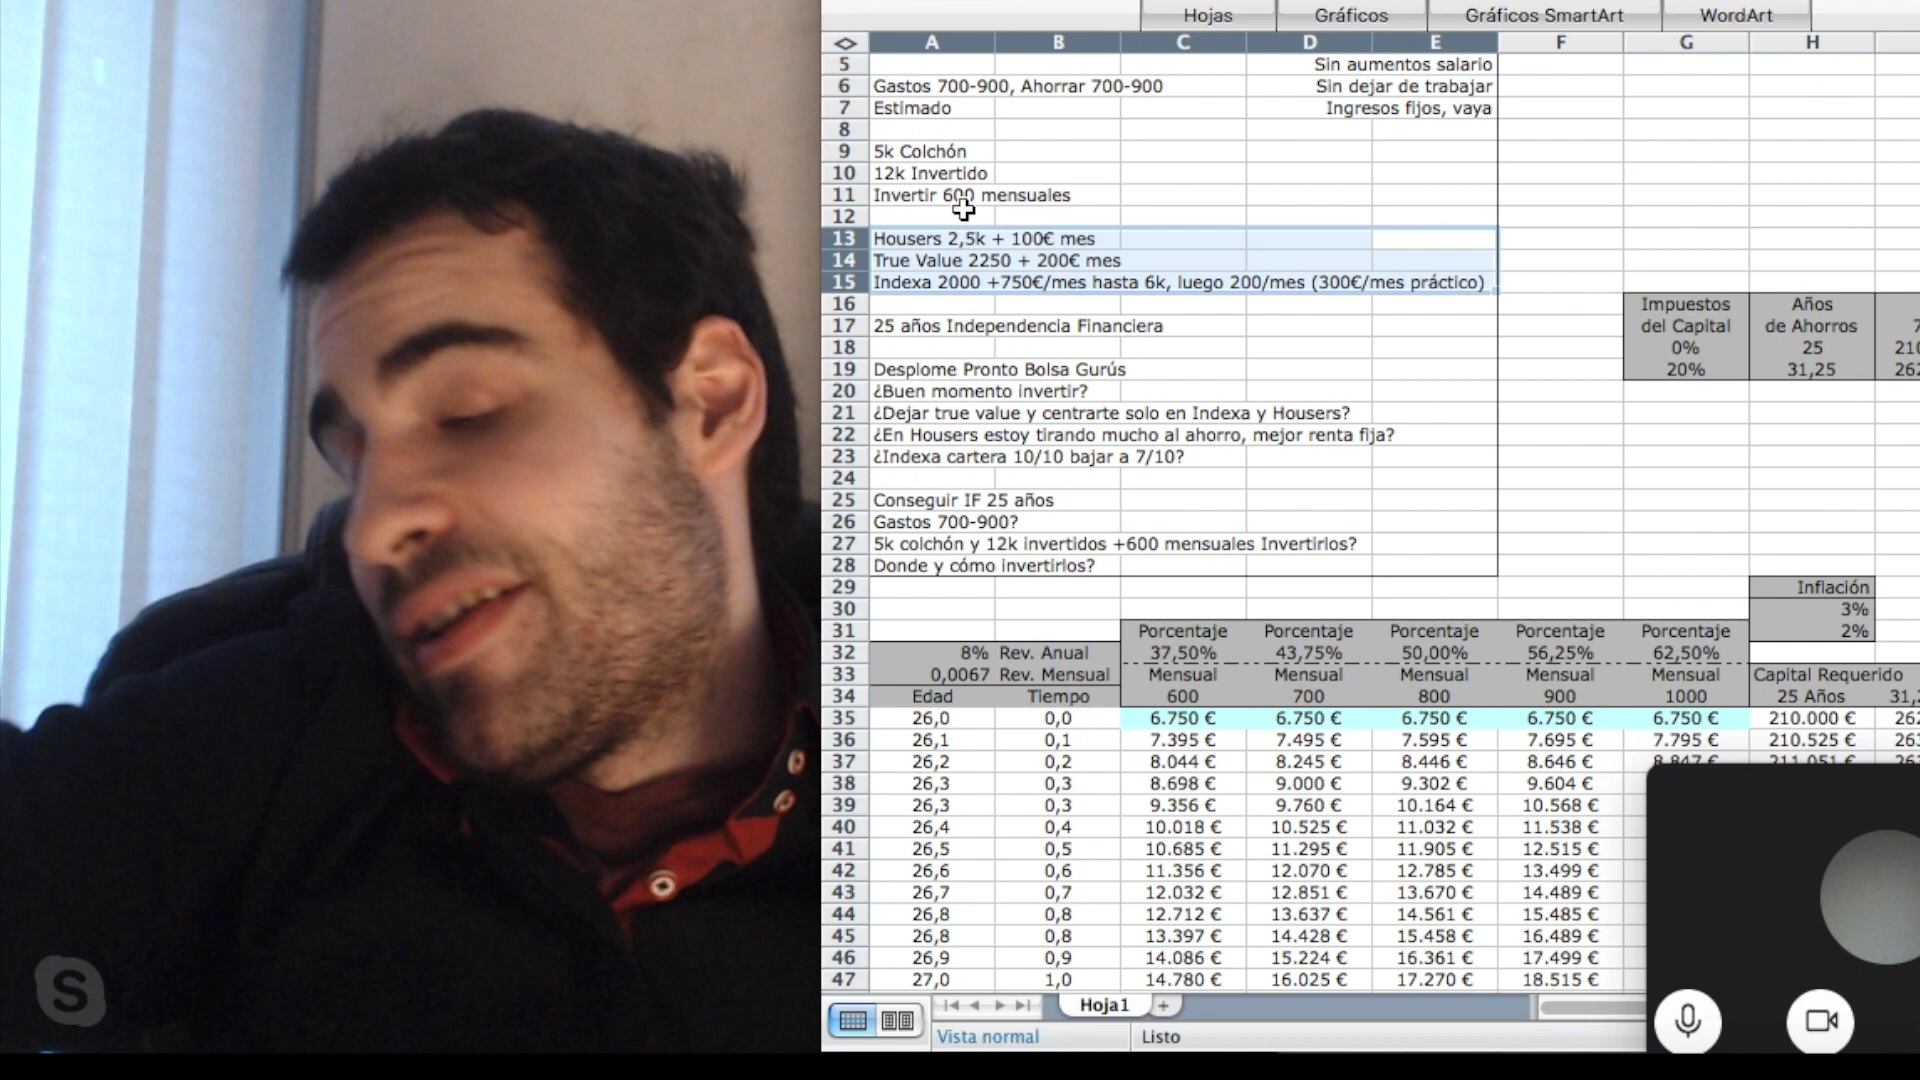 Hojas Gráficos Gráficos SmartArt WordArt
A B C D E F G H
5 Sin aumentos salario
6 Gastos 700-900, Ahorrar 700-900 Sin dejar de trabajar
7 Estimado Ingresos fijos, vaya
8
9 5k Colchón
10 12k Invertido
11 Invertir 600 mensuales
12
13 Housers 2,5k + 100€ mes
14 True Value 2250 + 200€ mes
15 Indexa 2000 +750€/mes hasta 6k, luego 200/mes (300€/mes práctico)
16 Impuestos Años
17 25 años Independencia Financiera del Capital de Ahorros 7
18 0% 25 210
19 Desplome Pronto Bolsa Gurús 20% 31,25 262
20 ¿Buen momento invertir?
21 ¿Dejar true value y centrarte solo en Indexa y Housers?
22 ¿En Housers estoy tirando mucho al ahorro, mejor renta fija?
23 ¿Indexa cartera 10/10 bajar a 7/10?
24
25 Conseguir IF 25 años
26 Gastos 700-900?
27 5k colchón y 12k invertidos +600 mensuales Invertirlos?
28 Donde y cómo invertirlos?
29 Inflación
30 3%
31 Porcentaje Porcentaje Porcentaje Porcentaje Porcentaje 2%
32 8% Rev. Anual 37,50% 43,75% 50,00% 56,25% 62,50%
33 0,0067 Rev. Mensual Mensual Mensual Mensual Mensual Mensual Capital Requerido
34 Edad Tiempo 600 700 800 900 1000 25 Años 31,2
35 26,0 0,0 6.750 € 6.750 € 6.750 € 6.750 € 6.750 € 210.000 € 262
36 26,1 0,1 7.395 € 7.495 € 7.595 € 7.695 € 7.795 € 210.525 € 263
37 26,2 0,2 8.044 € 8.245 € 8.446 € 8.646 € 8.847 € 211.051 € 263
38 26,3 0,3 8.698 € 9.000 € 9.302 € 9.604 €
39 26,3 0,3 9.356 € 9.760 € 10.164 € 10.568 €
40 26,4 0,4 10.018 € 10.525 € 11.032 € 11.538 €
41 26,5 0,5 10.685 € 11.295 € 11.905 € 12.515 €
42 26,6 0,6 11.356 € 12.070 € 12.785 € 13.499 €
43 26,7 0,7 12.032 € 12.851 € 13.670 € 14.489 €
44 26,8 0,8 12.712 € 13.637 € 14.561 € 15.485 €
45 26,8 0,8 13.397 € 14.428 € 15.458 € 16.489 €
46 26,9 0,9 14.086 € 15.224 € 16.361 € 17.499 €
47 27,0 1,0 14.780 € 16.025 € 17.270 € 18.515 €
Hoja1 +
Vista normal Listo
S